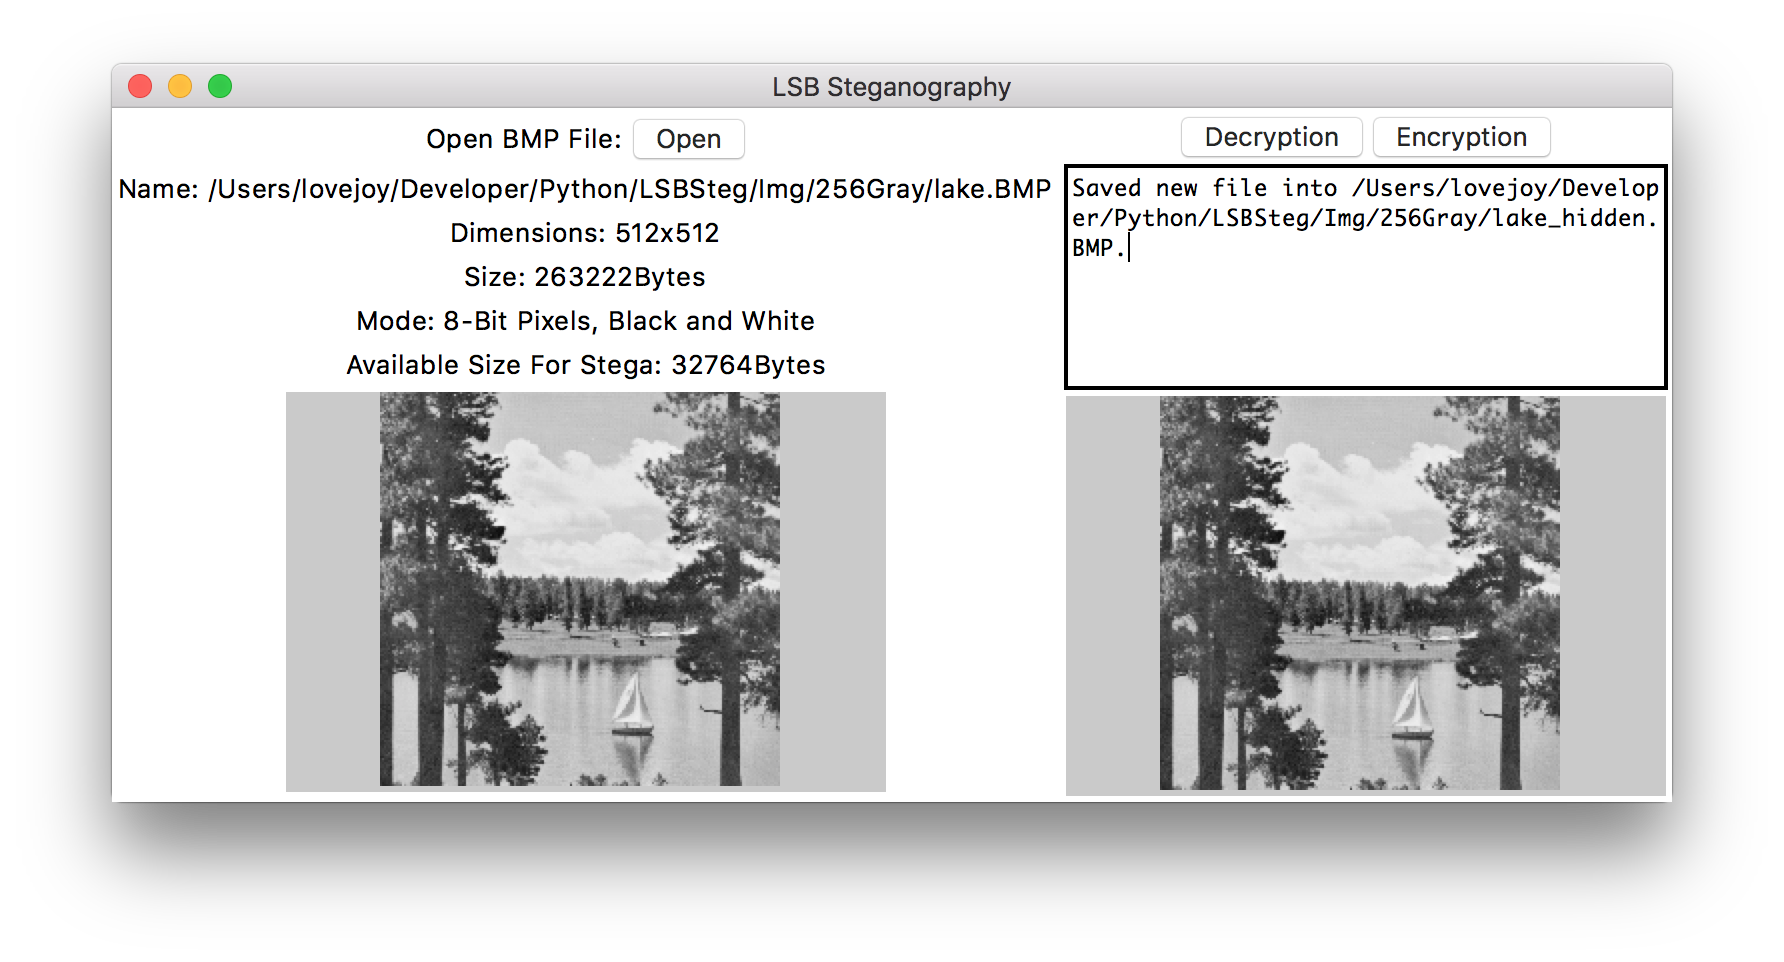 LSB Steganography
Open BMP File: Open
Name: /Users/lovejoy/Developer/Python/LSBSteg/Img/256Gray/lake.BMP
Dimensions: 512x512
Size: 263222Bytes
Mode: 8-Bit Pixels, Black and White
Available Size For Stega: 32764Bytes
Decryption Encryption
Saved new file into /Users/lovejoy/Develop
er/Python/LSBSteg/Img/256Gray/lake_hidden.
BMP.